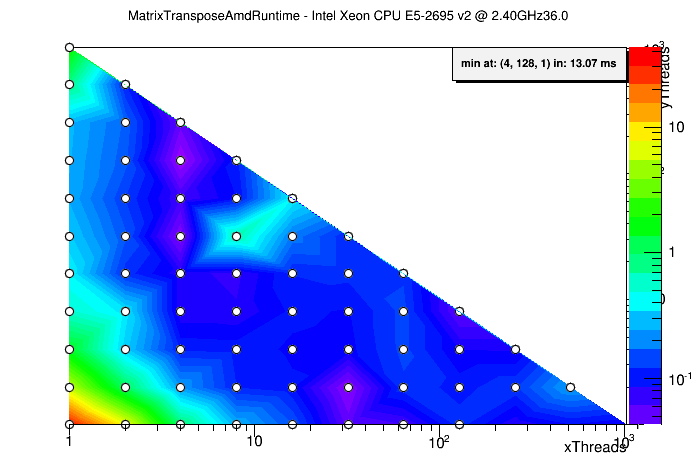 MatrixTransposeAmdRuntime - Intel Xeon CPU E5-2695 v2 @ 2.40GHz36.0
min at: (4, 128, 1) in: 13.07 ms
yThreads
10
1
10⁻¹
1
10
10²
10³
xThreads